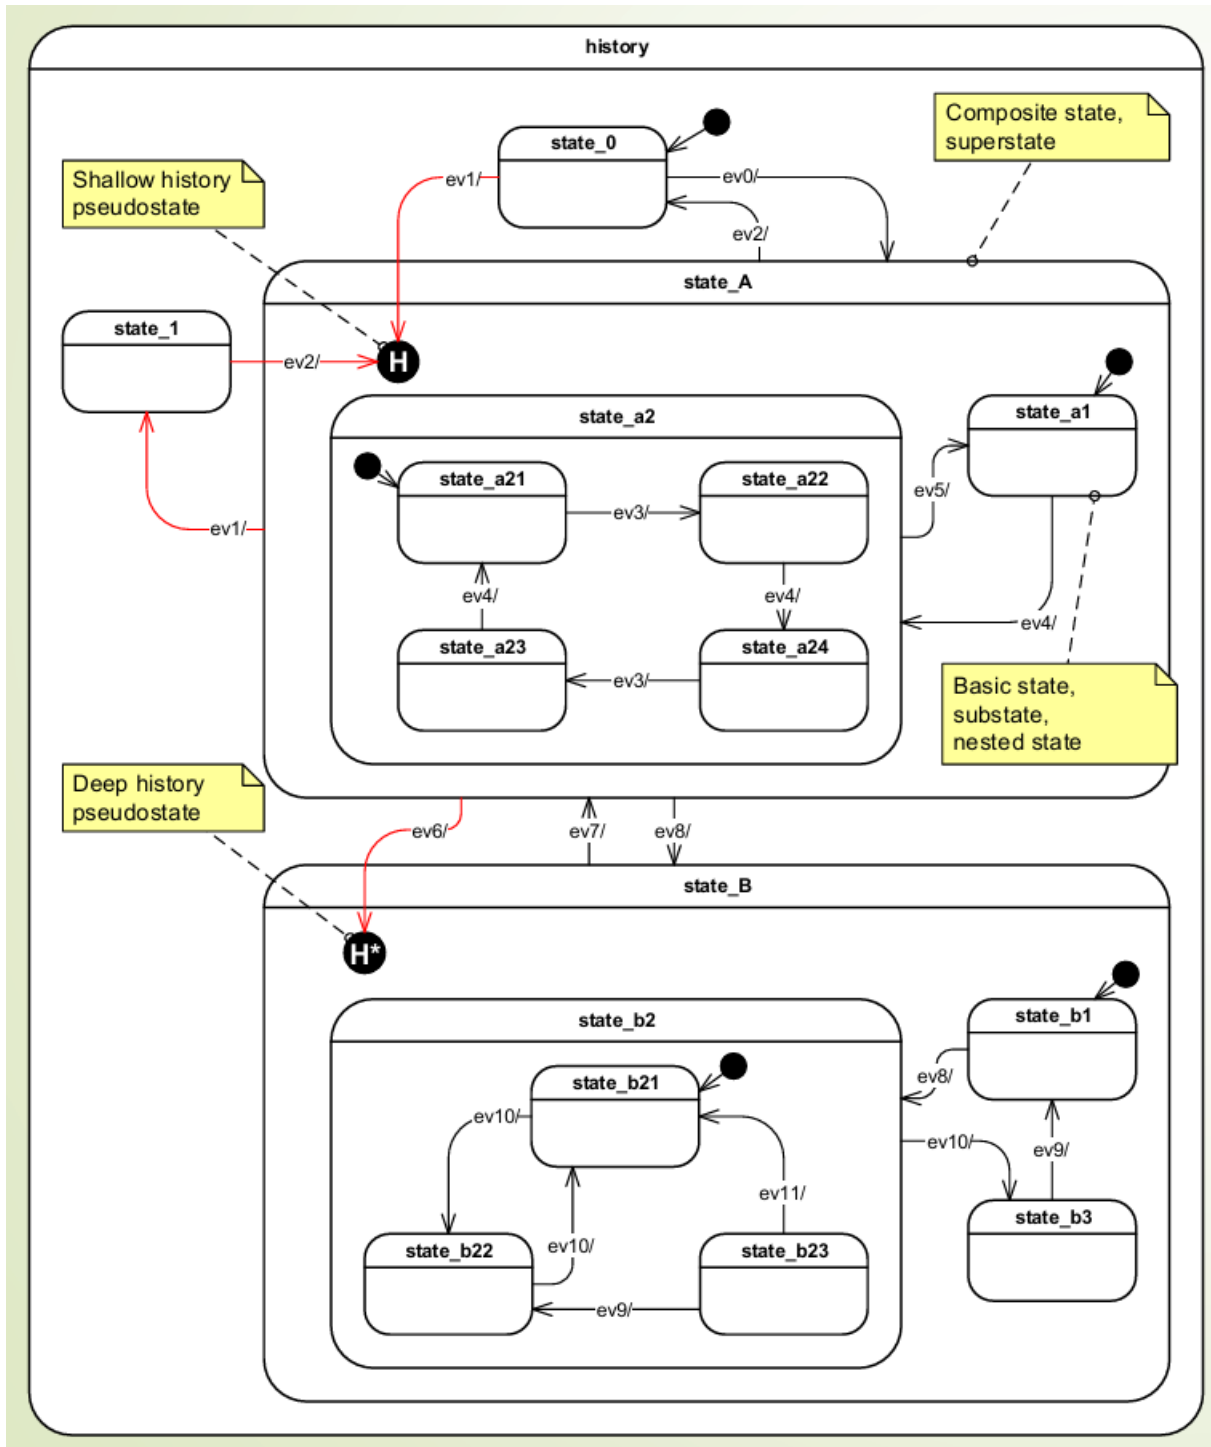 history
state_0
Composite state,
superstate
Shallow history
pseudostate
ev1/
ev0/
ev2/
state_A
state_1
ev2/
H
state_a1
state_a2
state_a21
state_a22
ev3/
ev5/
ev1/
ev4/
ev4/
ev4/
state_a23
state_a24
ev3/
Basic state,
substate,
nested state
Deep history
pseudostate
ev6/
ev7/
ev8/
state_B
H*
state_b1
state_b2
state_b21
ev8/
ev10/
ev10/
ev9/
ev11/
state_b3
ev10/
state_b22
state_b23
ev9/